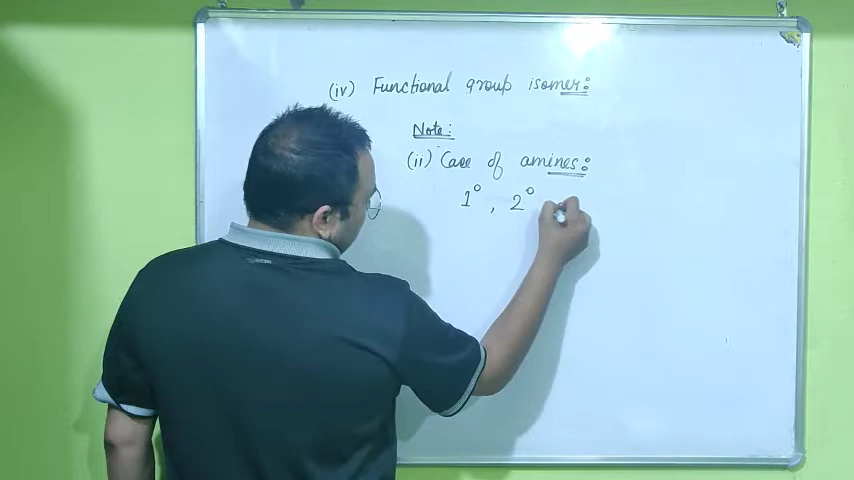 (iv) Functional group isomer:
Note:
(ii) Case of amines:
1°, 2°